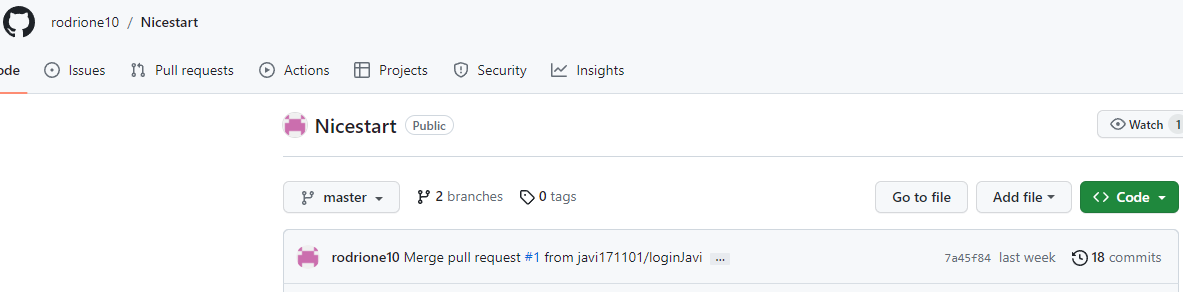 rodrione10 / Nicestart
ode Issues Pull requests Actions Projects Security Insights
Nicestart Public
Watch 1
master 2 branches 0 tags Go to file Add file Code
rodrione10 Merge pull request #1 from javi171101/loginJavi ... 7a45f84 last week 18 commits